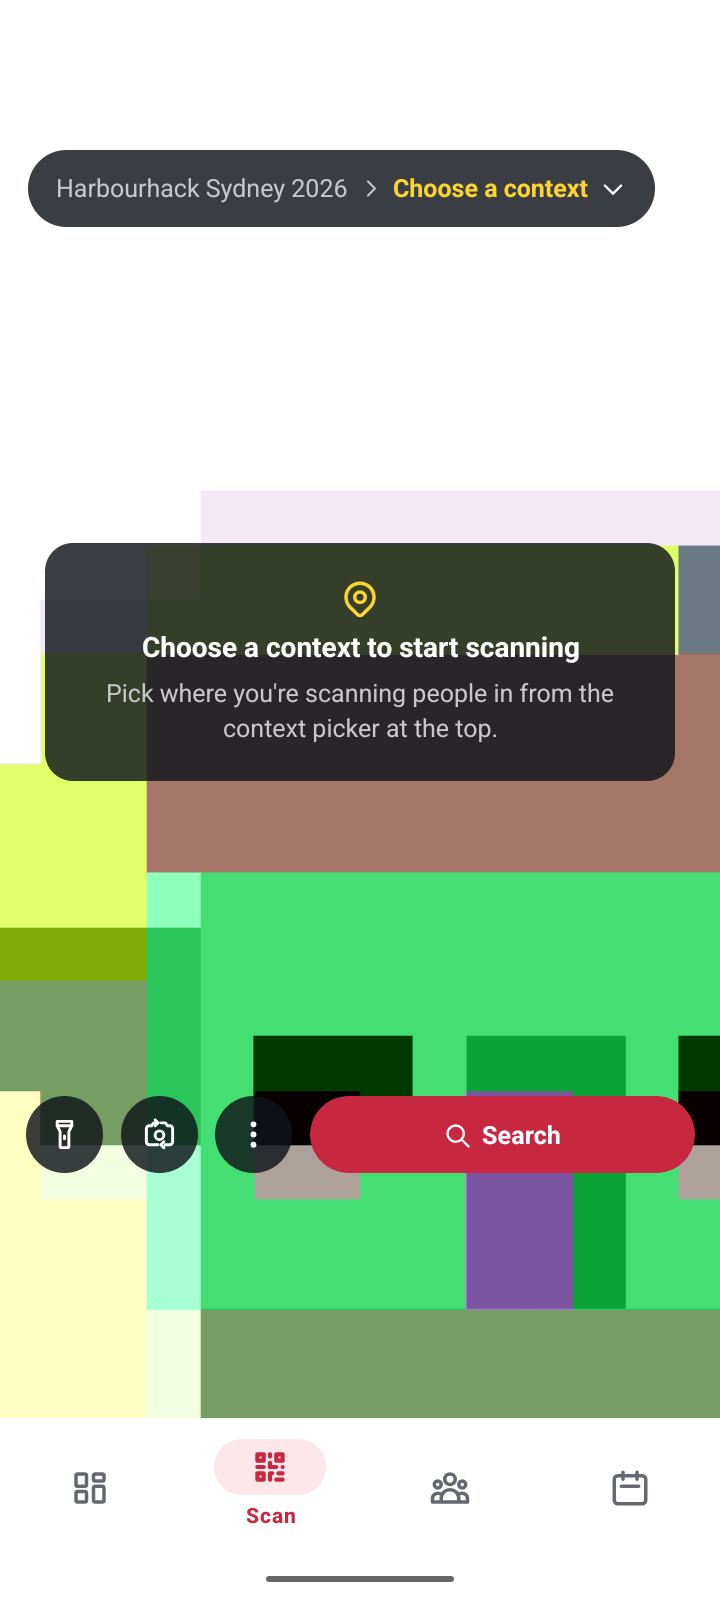 Harbourhack Sydney 2026 > Choose a context
Choose a context to start scanning
Pick where you're scanning people in from the
context picker at the top.
Search
Scan